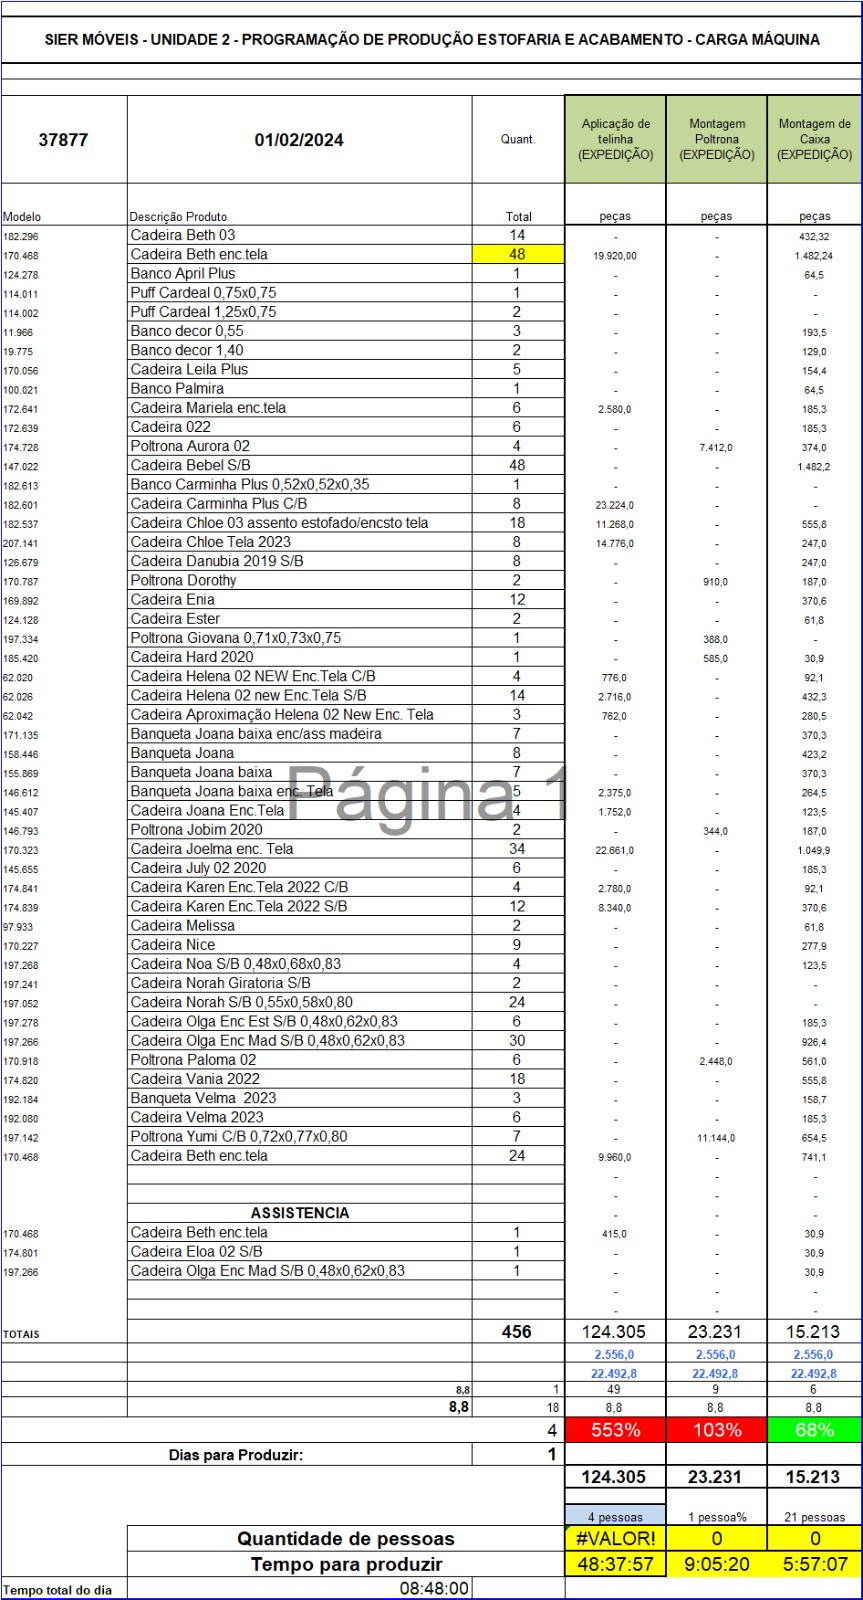 SIER MÓVEIS - UNIDADE 2 - PROGRAMAÇÃO DE PRODUÇÃO ESTOFARIA E ACABAMENTO - CARGA MÁQUINA
37877 01/02/2024 Quant. Aplicação de telinha (EXPEDIÇÃO) Montagem Poltrona (EXPEDIÇÃO) Montagem de Caixa (EXPEDIÇÃO)
Modelo Descrição Produto Total peças peças peças
182.296 Cadeira Beth 03 14 - - 432,32
170.468 Cadeira Beth enc.tela 48 19.920,00 - 1.482,24
124.278 Banco April Plus 1 - - 64,5
114.011 Puff Cardeal 0,75x0,75 1 - - -
114.002 Puff Cardeal 1,25x0,75 2 - - -
11.966 Banco decor 0,55 3 - - 193,5
19.775 Banco decor 1,40 2 - - 129,0
170.056 Cadeira Leila Plus 5 - - 154,4
100.021 Banco Palmira 1 - - 64,5
172.641 Cadeira Mariela enc.tela 6 2.580,0 - 185,3
172.639 Cadeira 022 6 - - 185,3
174.728 Poltrona Aurora 02 4 - 7.412,0 374,0
147.022 Cadeira Bebel S/B 48 - - 1.482,2
182.613 Banco Carminha Plus 0,52x0,52x0,35 1 - - -
182.601 Cadeira Carminha Plus C/B 8 23.224,0 - -
182.537 Cadeira Chloe 03 assento estofado/encsto tela 18 11.268,0 - 555,8
207.141 Cadeira Chloe Tela 2023 8 14.776,0 - 247,0
126.679 Cadeira Danubia 2019 S/B 8 - - 247,0
170.787 Poltrona Dorothy 2 - 910,0 187,0
169.892 Cadeira Enia 12 - - 370,6
124.128 Cadeira Ester 2 - - 61,8
197.334 Poltrona Giovana 0,71x0,73x0,75 1 - 388,0 -
185.420 Cadeira Hard 2020 1 - 585,0 30,9
62.020 Cadeira Helena 02 NEW Enc.Tela C/B 4 776,0 - 92,1
62.026 Cadeira Helena 02 new Enc.Tela S/B 14 2.716,0 - 432,3
62.042 Cadeira Aproximação Helena 02 New Enc. Tela 3 762,0 - 280,5
171.135 Banqueta Joana baixa enc/ass madeira 7 - - 370,3
158.446 Banqueta Joana 8 - - 423,2
155.869 Banqueta Joana baixa 7 - - 370,3
146.612 Banqueta Joana baixa enc. Tela 5 2.375,0 - 264,5
Página 1
145.407 Cadeira Joana Enc.Tela 4 1.752,0 - 123,5
146.793 Poltrona Jobim 2020 2 - 344,0 187,0
170.323 Cadeira Joelma enc. Tela 34 22.661,0 - 1.049,9
145.655 Cadeira July 02 2020 6 - - 185,3
174.841 Cadeira Karen Enc.Tela 2022 C/B 4 2.780,0 - 92,1
174.839 Cadeira Karen Enc.Tela 2022 S/B 12 8.340,0 - 370,6
97.933 Cadeira Melissa 2 - - 61,8
170.227 Cadeira Nice 9 - - 277,9
197.268 Cadeira Noa S/B 0,48x0,68x0,83 4 - - 123,5
197.241 Cadeira Norah Giratoria S/B 2 - - -
197.052 Cadeira Norah S/B 0,55x0,58x0,80 24 - - -
197.278 Cadeira Olga Enc Est S/B 0,48x0,62x0,83 6 - - 185,3
197.266 Cadeira Olga Enc Mad S/B 0,48x0,62x0,83 30 - - 926,4
170.918 Poltrona Paloma 02 6 - 2.448,0 561,0
174.820 Cadeira Vania 2022 18 - - 555,8
192.184 Banqueta Velma 2023 3 - - 158,7
192.080 Cadeira Velma 2023 6 - - 185,3
197.142 Poltrona Yumi C/B 0,72x0,77x0,80 7 - 11.144,0 654,5
170.468 Cadeira Beth enc.tela 24 9.960,0 - 741,1
- - -
- - -
ASSISTENCIA - - -
170.468 Cadeira Beth enc.tela 1 415,0 - 30,9
174.801 Cadeira Eloa 02 S/B 1 - - 30,9
197.266 Cadeira Olga Enc Mad S/B 0,48x0,62x0,83 1 - - 30,9
- - -
- - -
TOTAIS 456 124.305 23.231 15.213
2.556,0 2.556,0 2.556,0
22.492,8 22.492,8 22.492,8
8,8 1 49 9 6
8,8 18 8,8 8,8 8,8
4 553% 103% 68%
Dias para Produzir: 1
124.305 23.231 15.213
4 pessoas 1 pessoa% 21 pessoas
Quantidade de pessoas #VALOR! 0 0
Tempo para produzir 48:37:57 9:05:20 5:57:07
Tempo total do dia 08:48:00